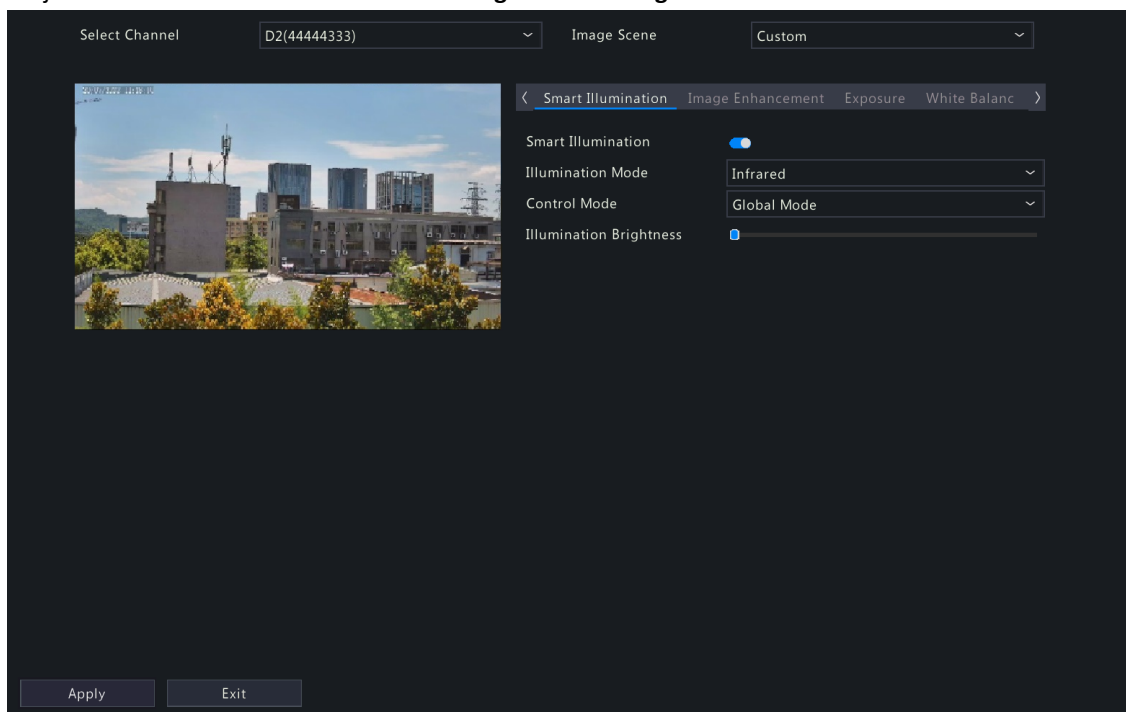 Select Channel D2(44444333) Image Scene Custom
Smart Illumination Image Enhancement Exposure White Balanc
Smart Illumination
Illumination Mode Infrared
Control Mode Global Mode
Illumination Brightness
Apply Exit